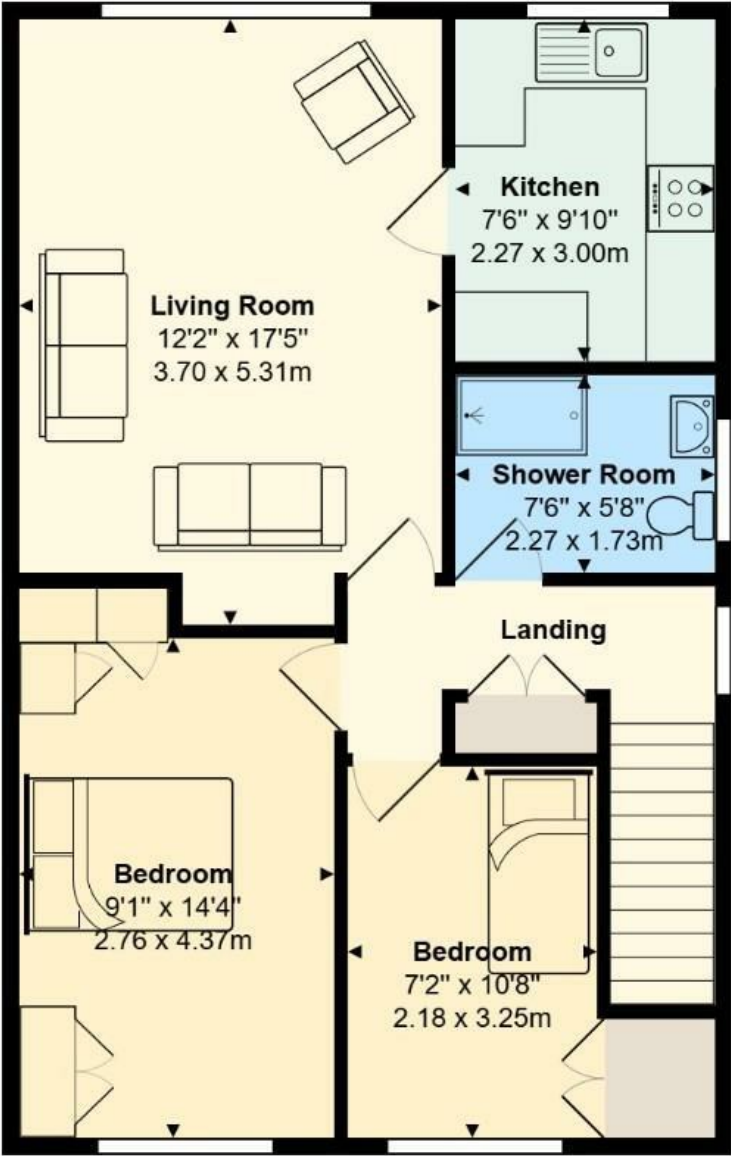 Kitchen
7'6" x 9'10"
2.27 x 3.00m
Living Room
12'2" x 17'5"
3.70 x 5.31m
Shower Room
7'6" x 5'8"
2.27 x 1.73m
Landing
Bedroom
9'1" x 14'4"
2.76 x 4.37m
Bedroom
7'2" x 10'8"
2.18 x 3.25m